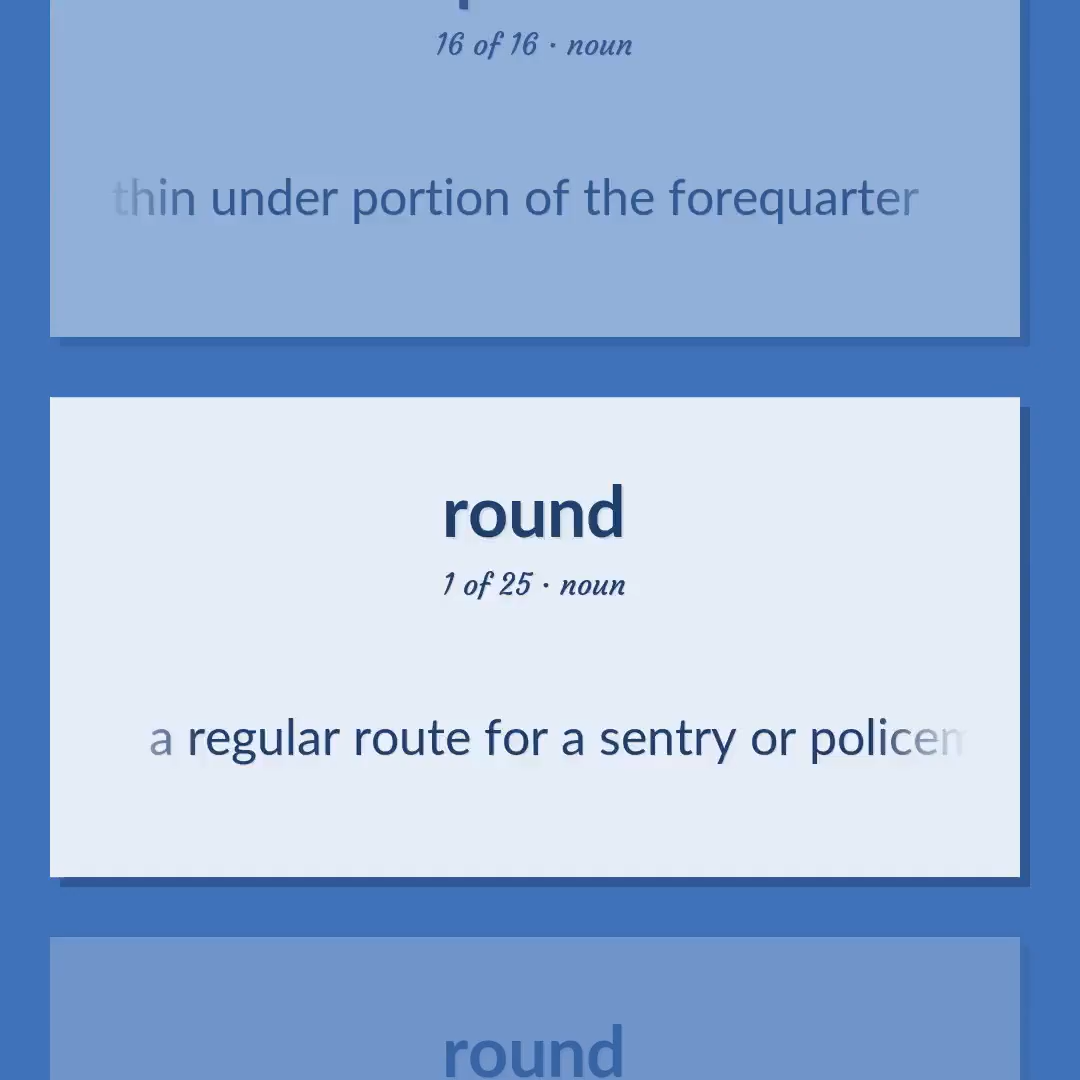 16 of 16 · noun
thin under portion of the forequarter
round
1 of 25 · noun
a regular route for a sentry or policem
round